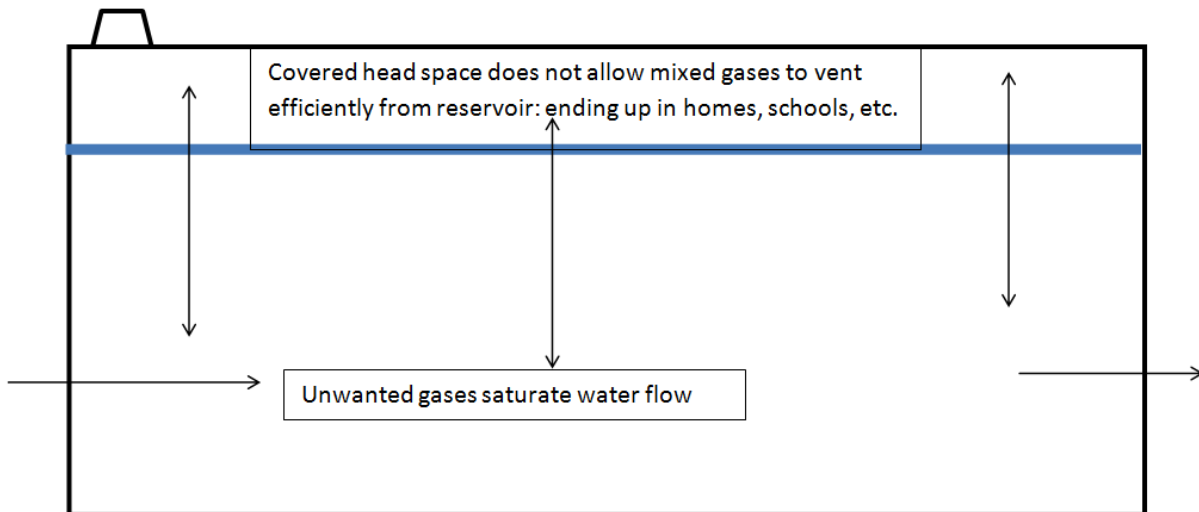 Covered head space does not allow mixed gases to vent
efficiently from reservoir: ending up in homes, schools, etc.
Unwanted gases saturate water flow